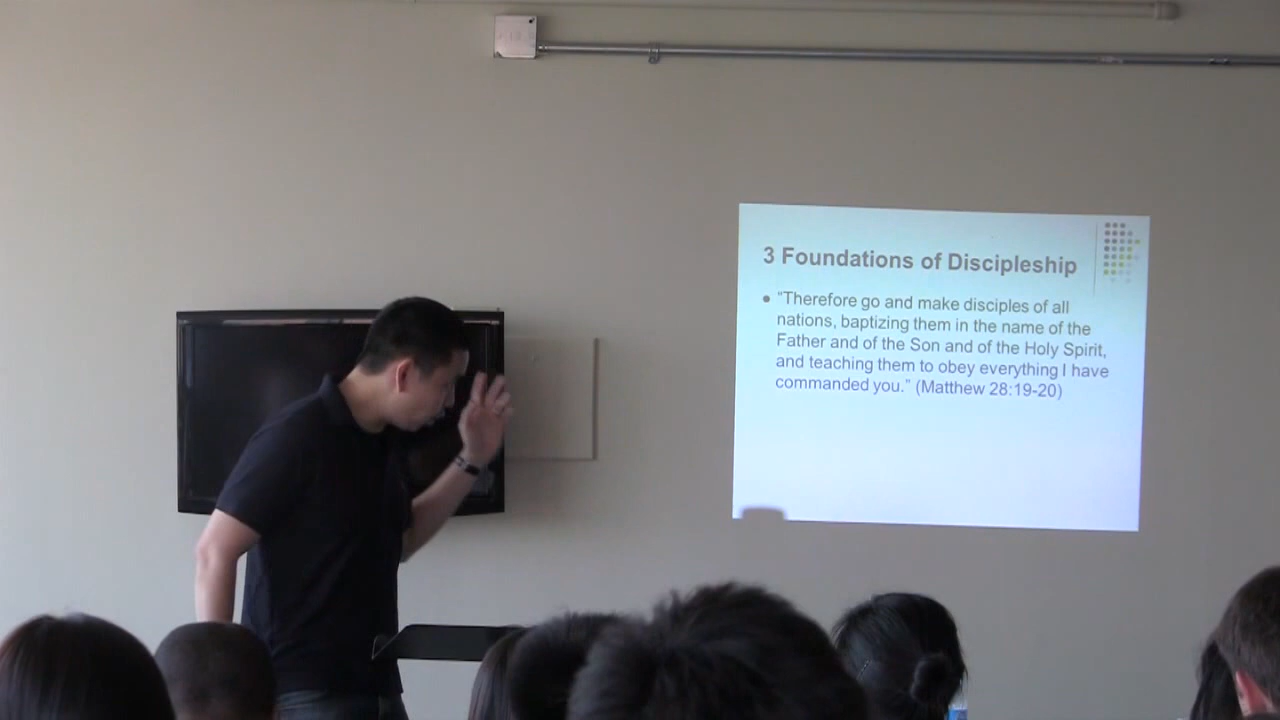 3 Foundations of Discipleship
● “Therefore go and make disciples of all
nations, baptizing them in the name of the
Father and of the Son and of the Holy Spirit,
and teaching them to obey everything I have
commanded you.” (Matthew 28:19-20)